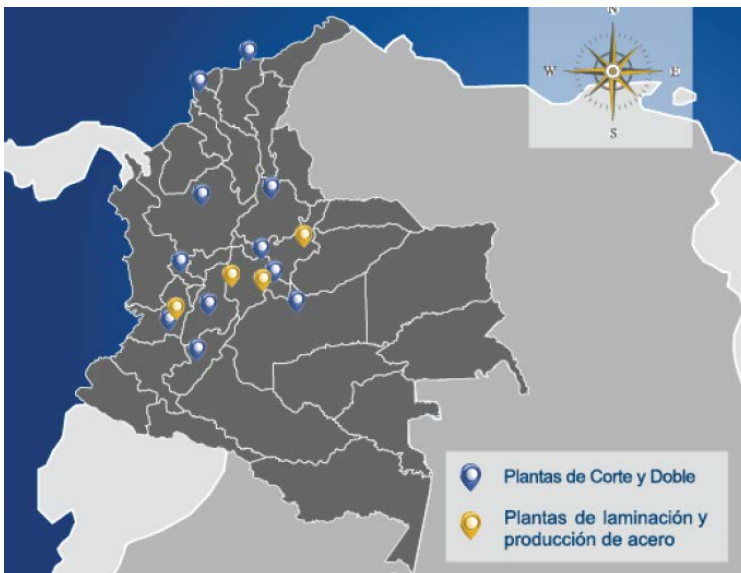 N
W
E
S
Plantas de Corte y Doble
Plantas de laminación y
producción de acero